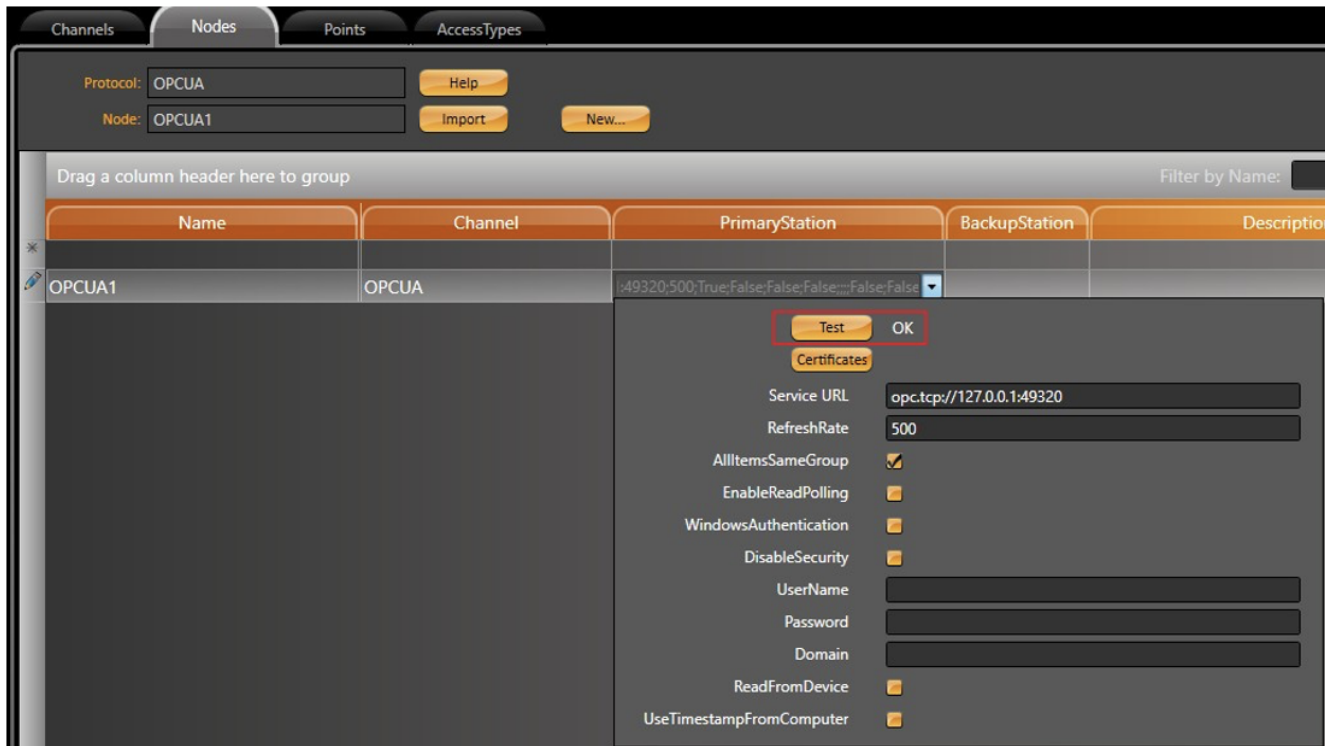 Channels Nodes Points AccessTypes
Protocol: OPCUA Help
Node: OPCUA1 Import New...
Drag a column header here to group Filter by Name:
Name Channel PrimaryStation BackupStation Descriptio
OPCUA1 OPCUA :49320;500;True;False;False;False;;;;False;False
Test OK
Certificates
Service URL opc.tcp://127.0.0.1:49320
RefreshRate 500
AllItemsSameGroup
EnableReadPolling
WindowsAuthentication
DisableSecurity
UserName
Password
Domain
ReadFromDevice
UseTimestampFromComputer